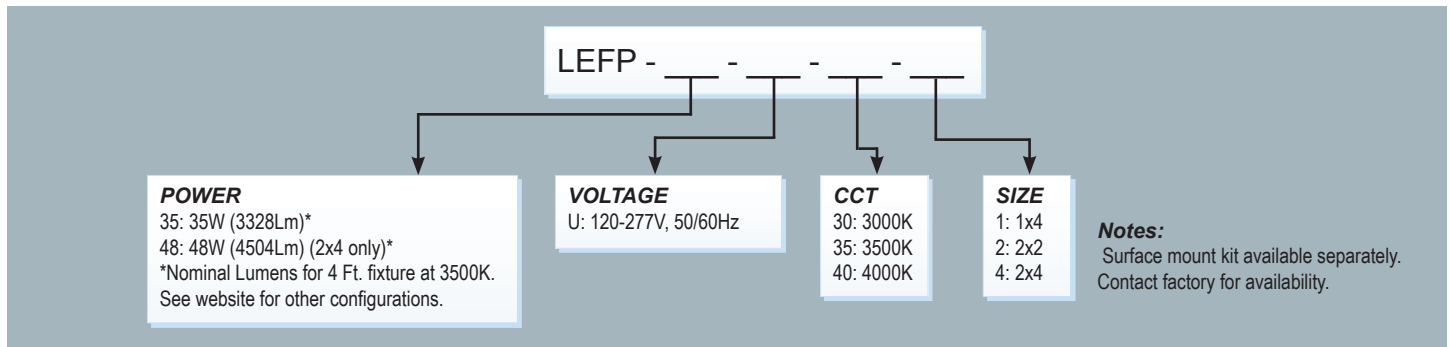 LEFP - ___ - ___ - ___ - ___
POWER
35: 35W (3328Lm)*
48: 48W (4504Lm) (2x4 only)*
*Nominal Lumens for 4 Ft. fixture at 3500K.
See website for other configurations.
VOLTAGE
U: 120-277V, 50/60Hz
CCT
30: 3000K
35: 3500K
40: 4000K
SIZE
1: 1x4
2: 2x2
4: 2x4
Notes:
Surface mount kit available separately.
Contact factory for availability.